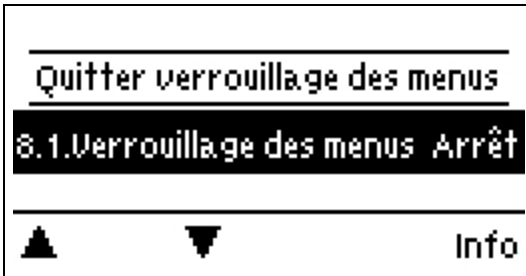 Quitter verrouillage des menus
8.1.Verrouillage des menus Arrêt
▲ ▼ Info